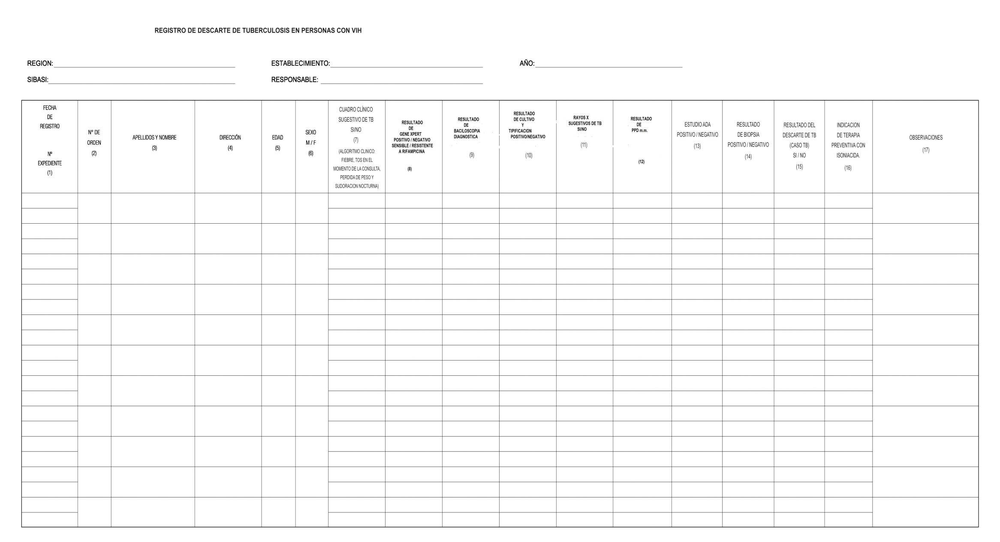 REGISTRO DE DESCARTE DE TUBERCULOSIS EN PERSONAS CON VIH
REGION:
ESTABLECIMIENTO:
AÑO:
SIBASI:
RESPONSABLE:
FECHA
DE
REGISTRO
Nº
EXPEDIENTE
(1)
N° DE
ORDEN
(2)
APELLIDOS Y NOMBRE
(3)
DIRECCIÓN
(4)
EDAD
(5)
SEXO
M / F
(6)
CUADRO CLÍNICO
SUGESTIVO DE TB
SI/NO
(7)
(ALGORITMO CLINICO:
FIEBRE, TOS EN EL
MOMENTO DE LA CONSULTA,
PERDIDA DE PESO Y
SUDORACION NOCTURNA)
RESULTADO
DE
GENE XPERT
POSITIVO / NEGATIVO
SENSIBLE / RESISTENTE
A RIFAMPICINA
(8)
RESULTADO
DE
BACILOSCOPIA
DIAGNOSTICA
(9)
RESULTADO
DE CULTIVO
Y
TIPIFICACION
POSITIVO/NEGATIVO
(10)
RAYOS X
SUGESTIVOS DE TB
SI/NO
(11)
RESULTADO
DE
PPD m.m.
(12)
ESTUDIO ADA
POSITIVO / NEGATIVO
(13)
RESULTADO
DE BIOPSIA
POSITIVO / NEGATIVO
(14)
RESULTADO DEL
DESCARTE DE TB
(CASO TB)
SI / NO
(15)
INDICACION
DE TERAPIA
PREVENTIVA CON
ISONIACIDA.
(16)
OBSERVACIONES
(17)